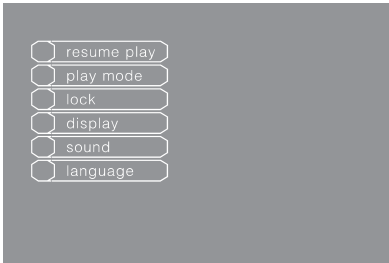 resume play
play mode
lock
display
sound
language